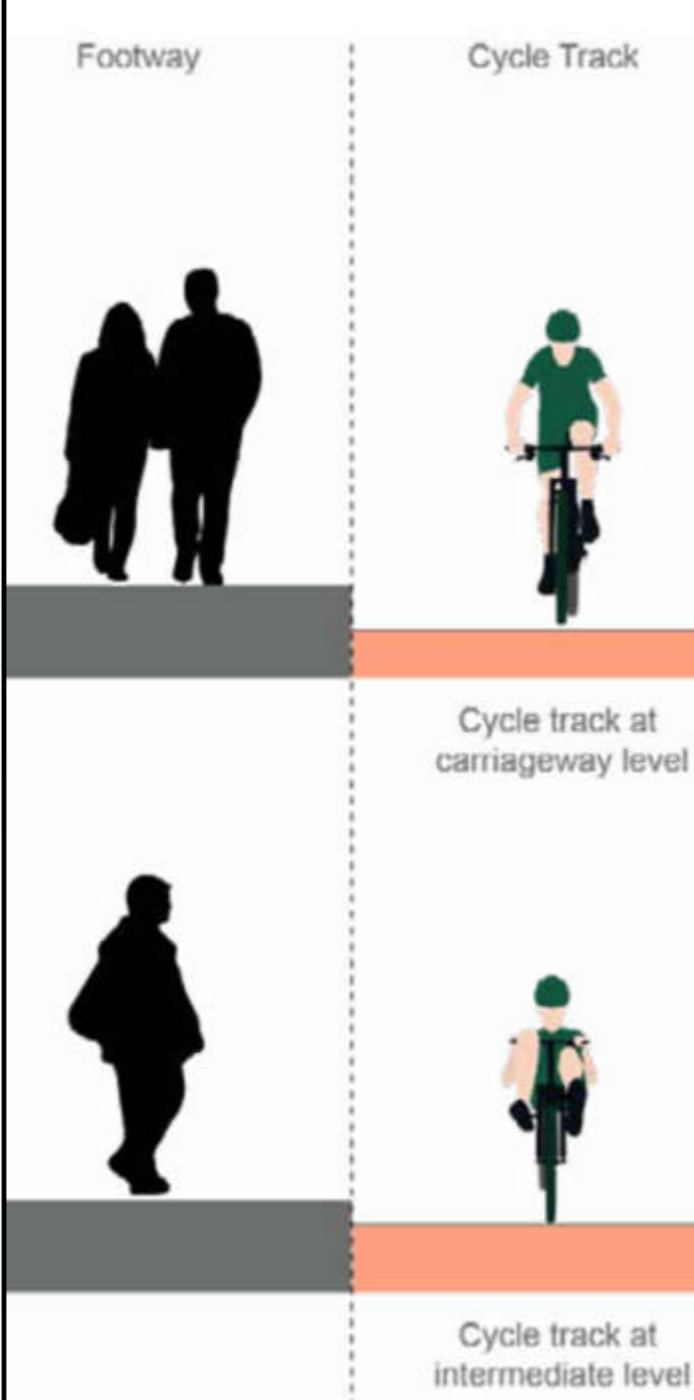 Footway
Cycle Track
Cycle track at
carriageway level
Cycle track at
intermediate level